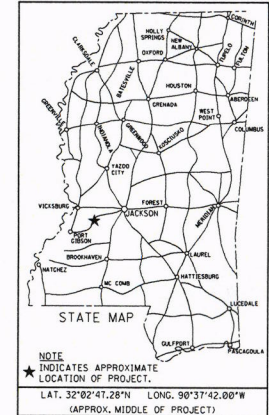 CORINTH
HOLLY
SPRINGS
NEW
ALBANY
CLARKSDALE
OXFORD
TUPELO
FULTON
BATESVILLE
HOUSTON
ABERDEEN
GRENADA
GREENVILLE
WEST
POINT
INDIANOLA
GREENWOOD
COLUMBUS
KOSCIUSKO
YAZOO
CITY
VICKSBURG
JACKSON
FOREST
MERIDIAN
PORT
GIBSON
BROOKHAVEN
LAUREL
NATCHEZ
HATTIESBURG
MC COMB
LUCEDALE
STATE MAP
GULFPORT
PASCAGOULA
NOTE
INDICATES APPROXIMATE
LOCATION OF PROJECT.
LAT. 32°02'47.28"N LONG. 90°37'42.00"W
(APPROX. MIDDLE OF PROJECT)